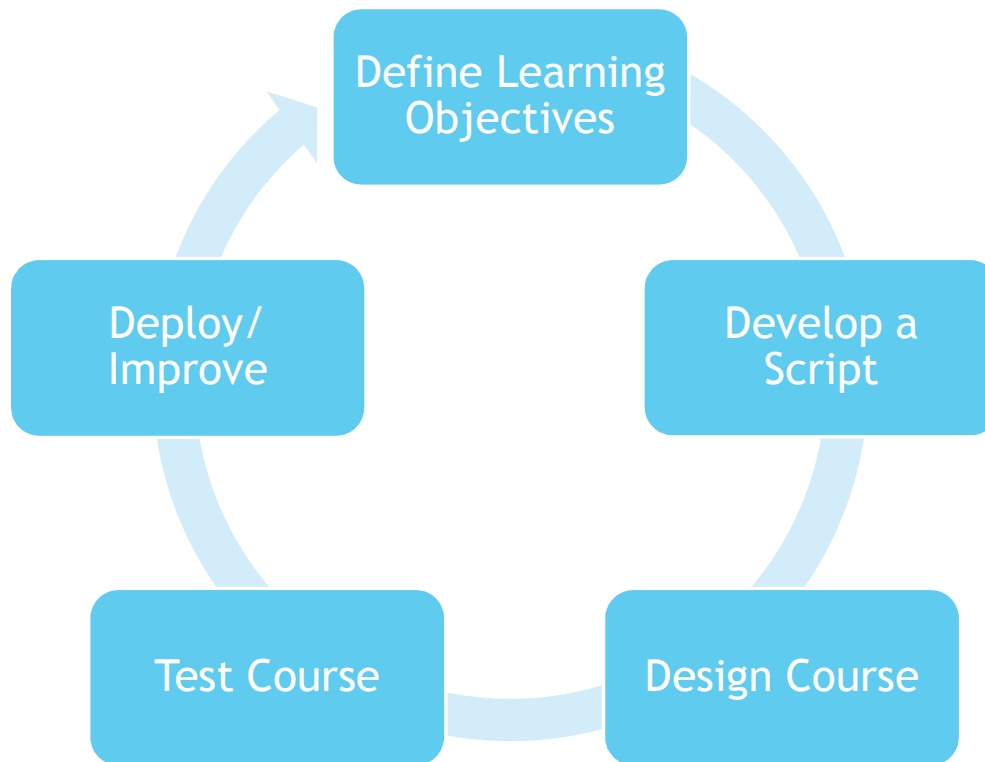 Define Learning
Objectives
Develop a
Script
Design Course
Test Course
Deploy/
Improve